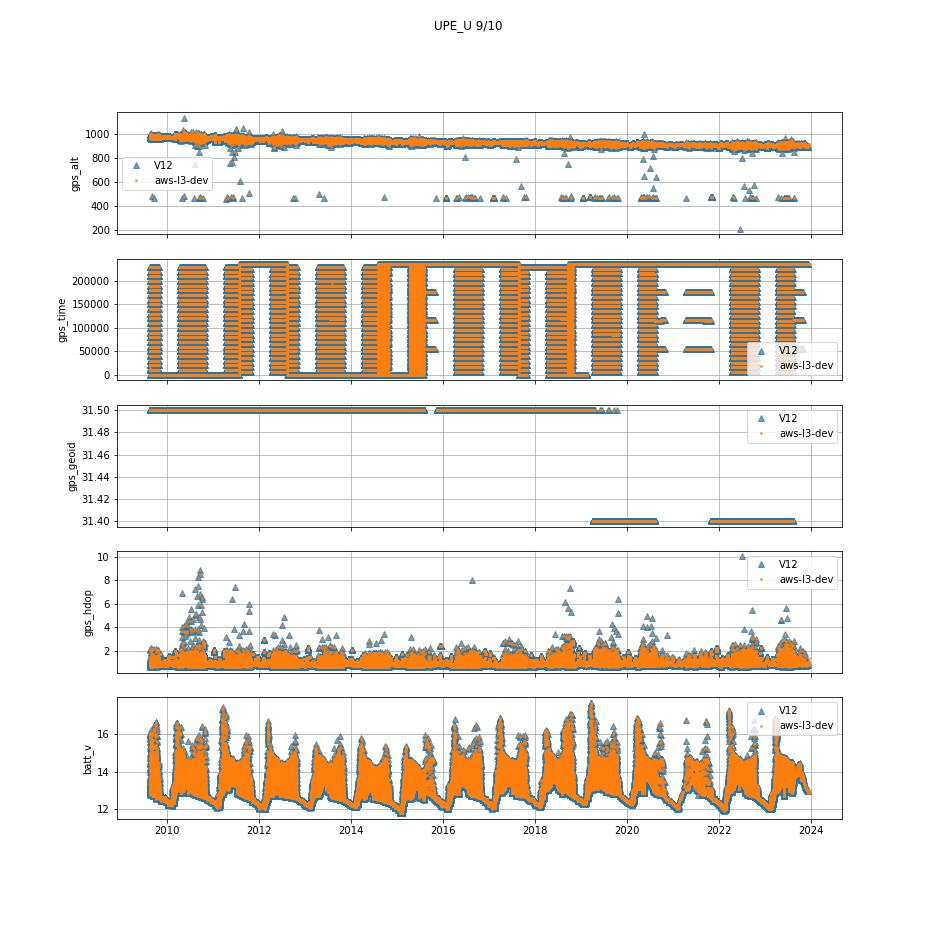 UPE_U 9/10
gps_alt
1000
800
600
400
200
V12
aws-l3-dev
gps_time
200000
150000
100000
50000
0
V12
aws-l3-dev
gps_geoid
31.50
31.48
31.46
31.44
31.42
31.40
V12
aws-l3-dev
gps_hdop
10
8
6
4
2
V12
aws-l3-dev
batt_v
16
14
12
V12
aws-l3-dev
2010 2012 2014 2016 2018 2020 2022 2024